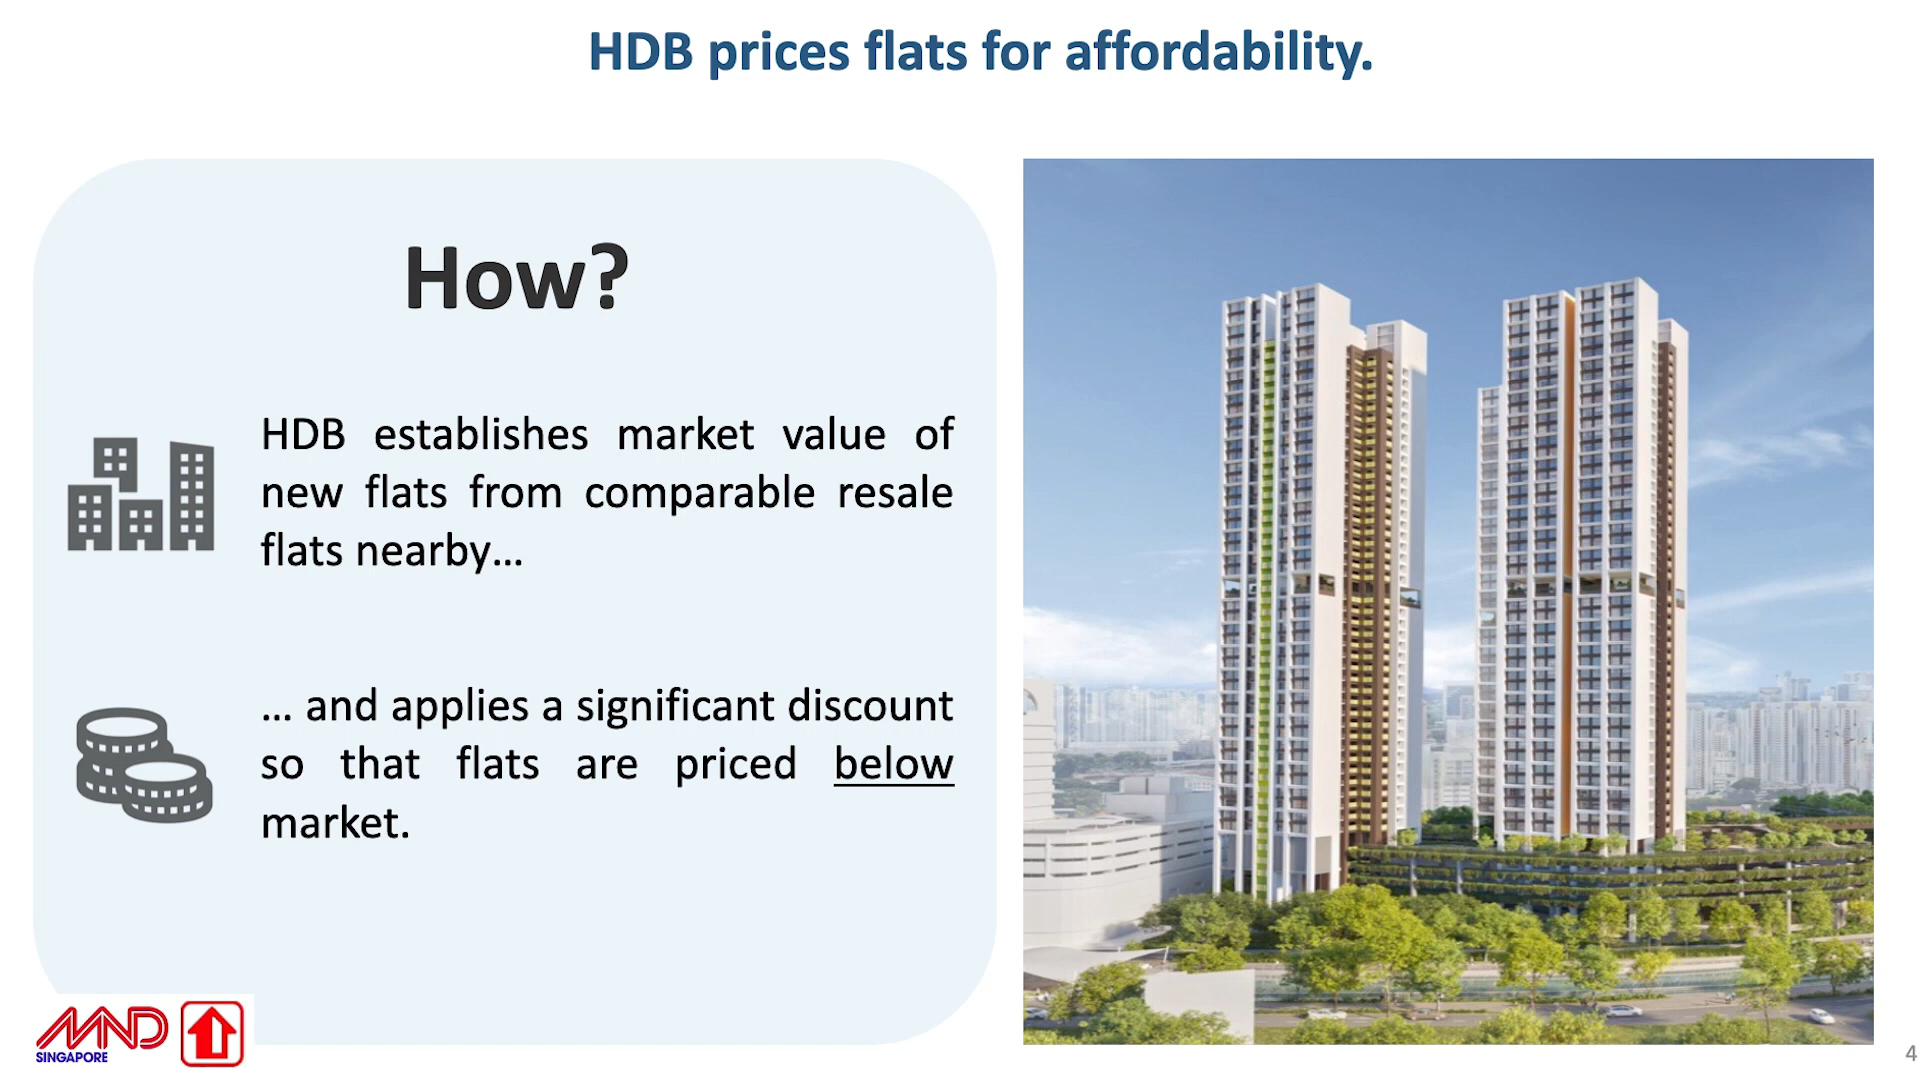 HDB prices flats for affordability.
How?
HDB establishes market value of
new flats from comparable resale
flats nearby...
... and applies a significant discount
so that flats are priced below
market.
MND
SINGAPORE
4